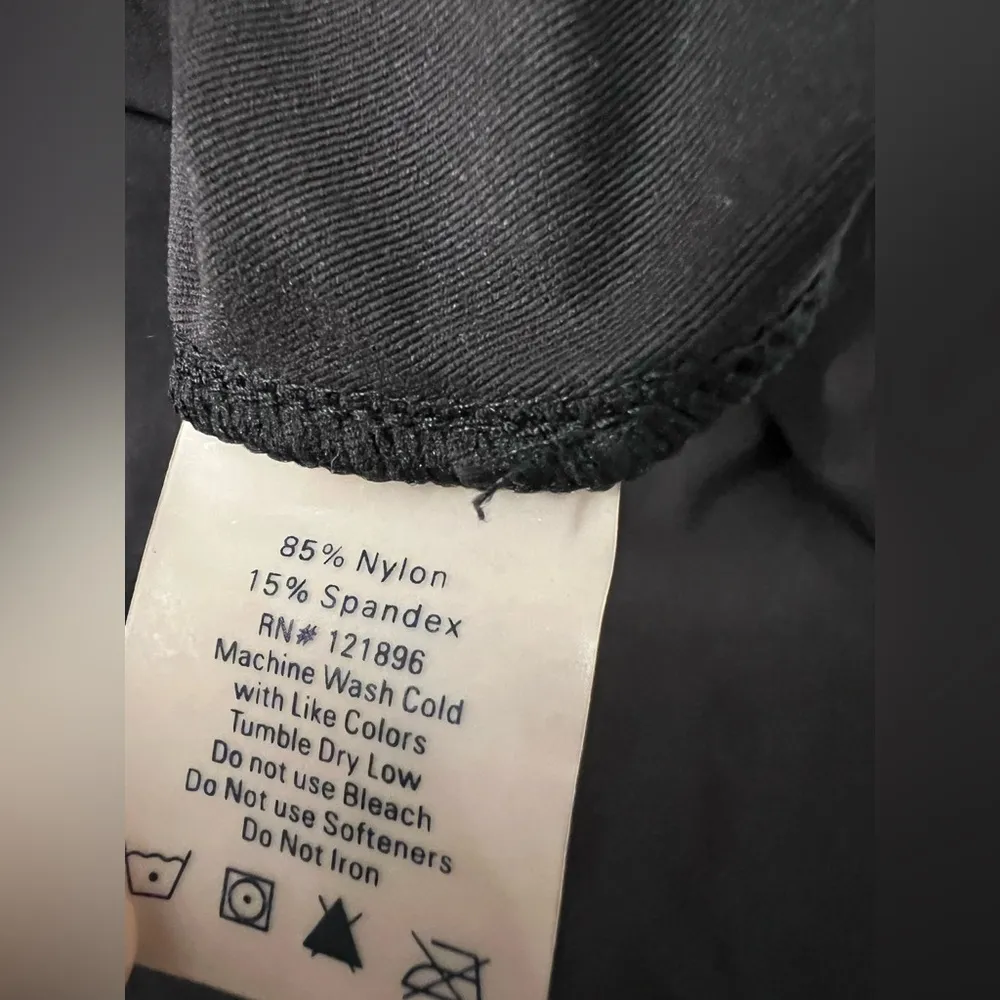 85% Nylon
15% Spandex
RN# 121896
Machine Wash Cold
with Like Colors
Tumble Dry Low
Do not use Bleach
Do Not use Softeners
Do Not Iron